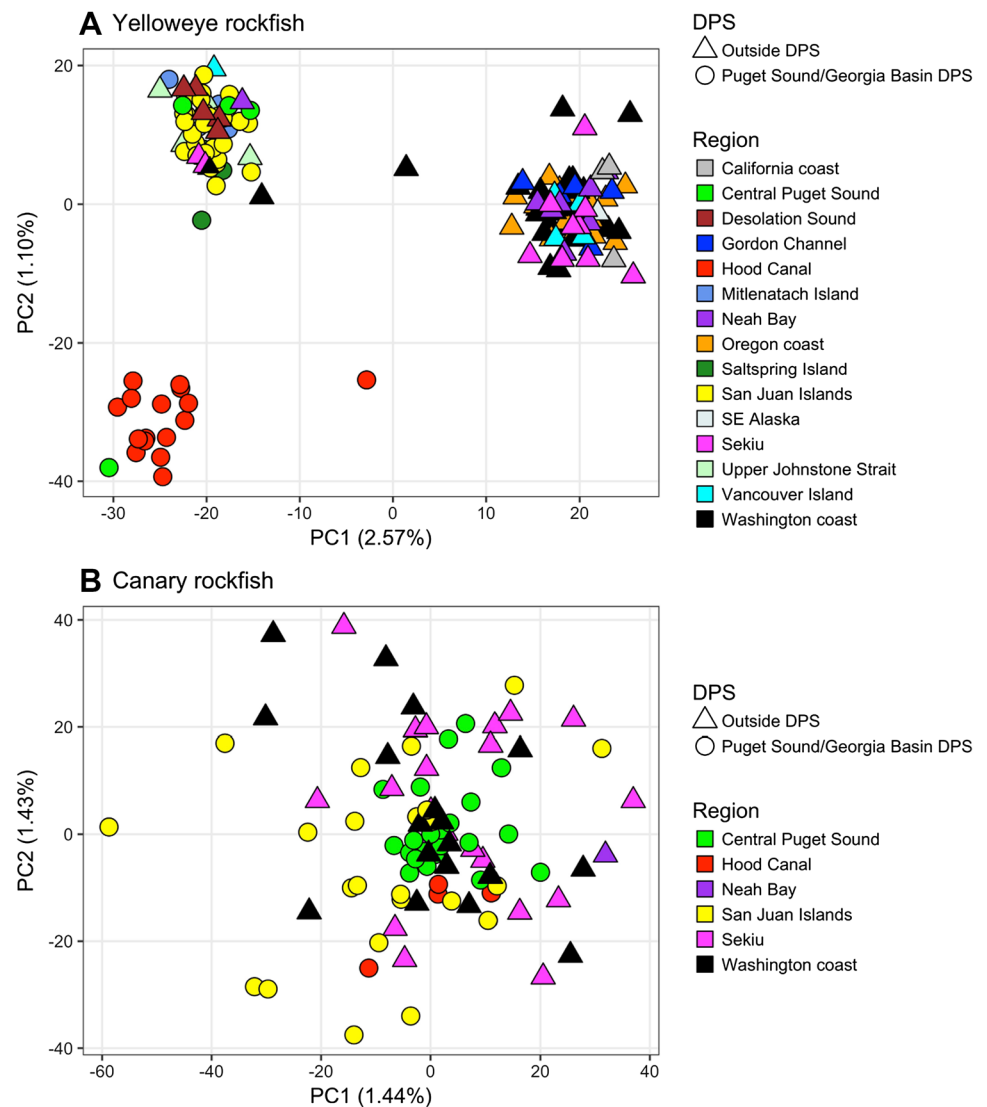 A Yelloweye rockfish
20
0
-20
-40
PC2 (1.10%)
-30 -20 -10 0 10 20
PC1 (2.57%)
DPS
Outside DPS
Puget Sound/Georgia Basin DPS
Region
California coast
Central Puget Sound
Desolation Sound
Gordon Channel
Hood Canal
Mitlenatach Island
Neah Bay
Oregon coast
Saltspring Island
San Juan Islands
SE Alaska
Sekiu
Upper Johnstone Strait
Vancouver Island
Washington coast
B Canary rockfish
40
20
0
-20
-40
PC2 (1.43%)
-60 -40 -20 0 20 40
PC1 (1.44%)
DPS
Outside DPS
Puget Sound/Georgia Basin DPS
Region
Central Puget Sound
Hood Canal
Neah Bay
San Juan Islands
Sekiu
Washington coast